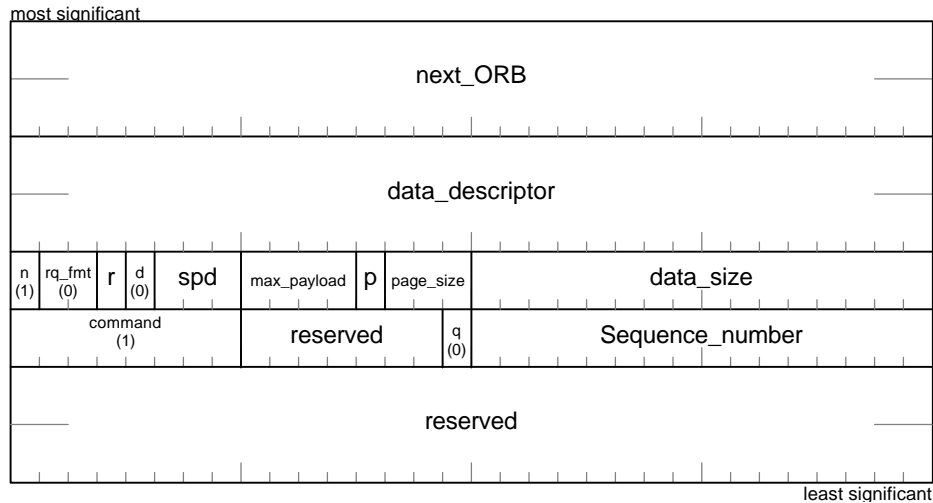 most significant
next_ORB
data_descriptor
n rq_fmt r d spd max_payload p page_size data_size
(1) (0) (0)
command reserved q Sequence_number
(1) (0)
reserved
least significant